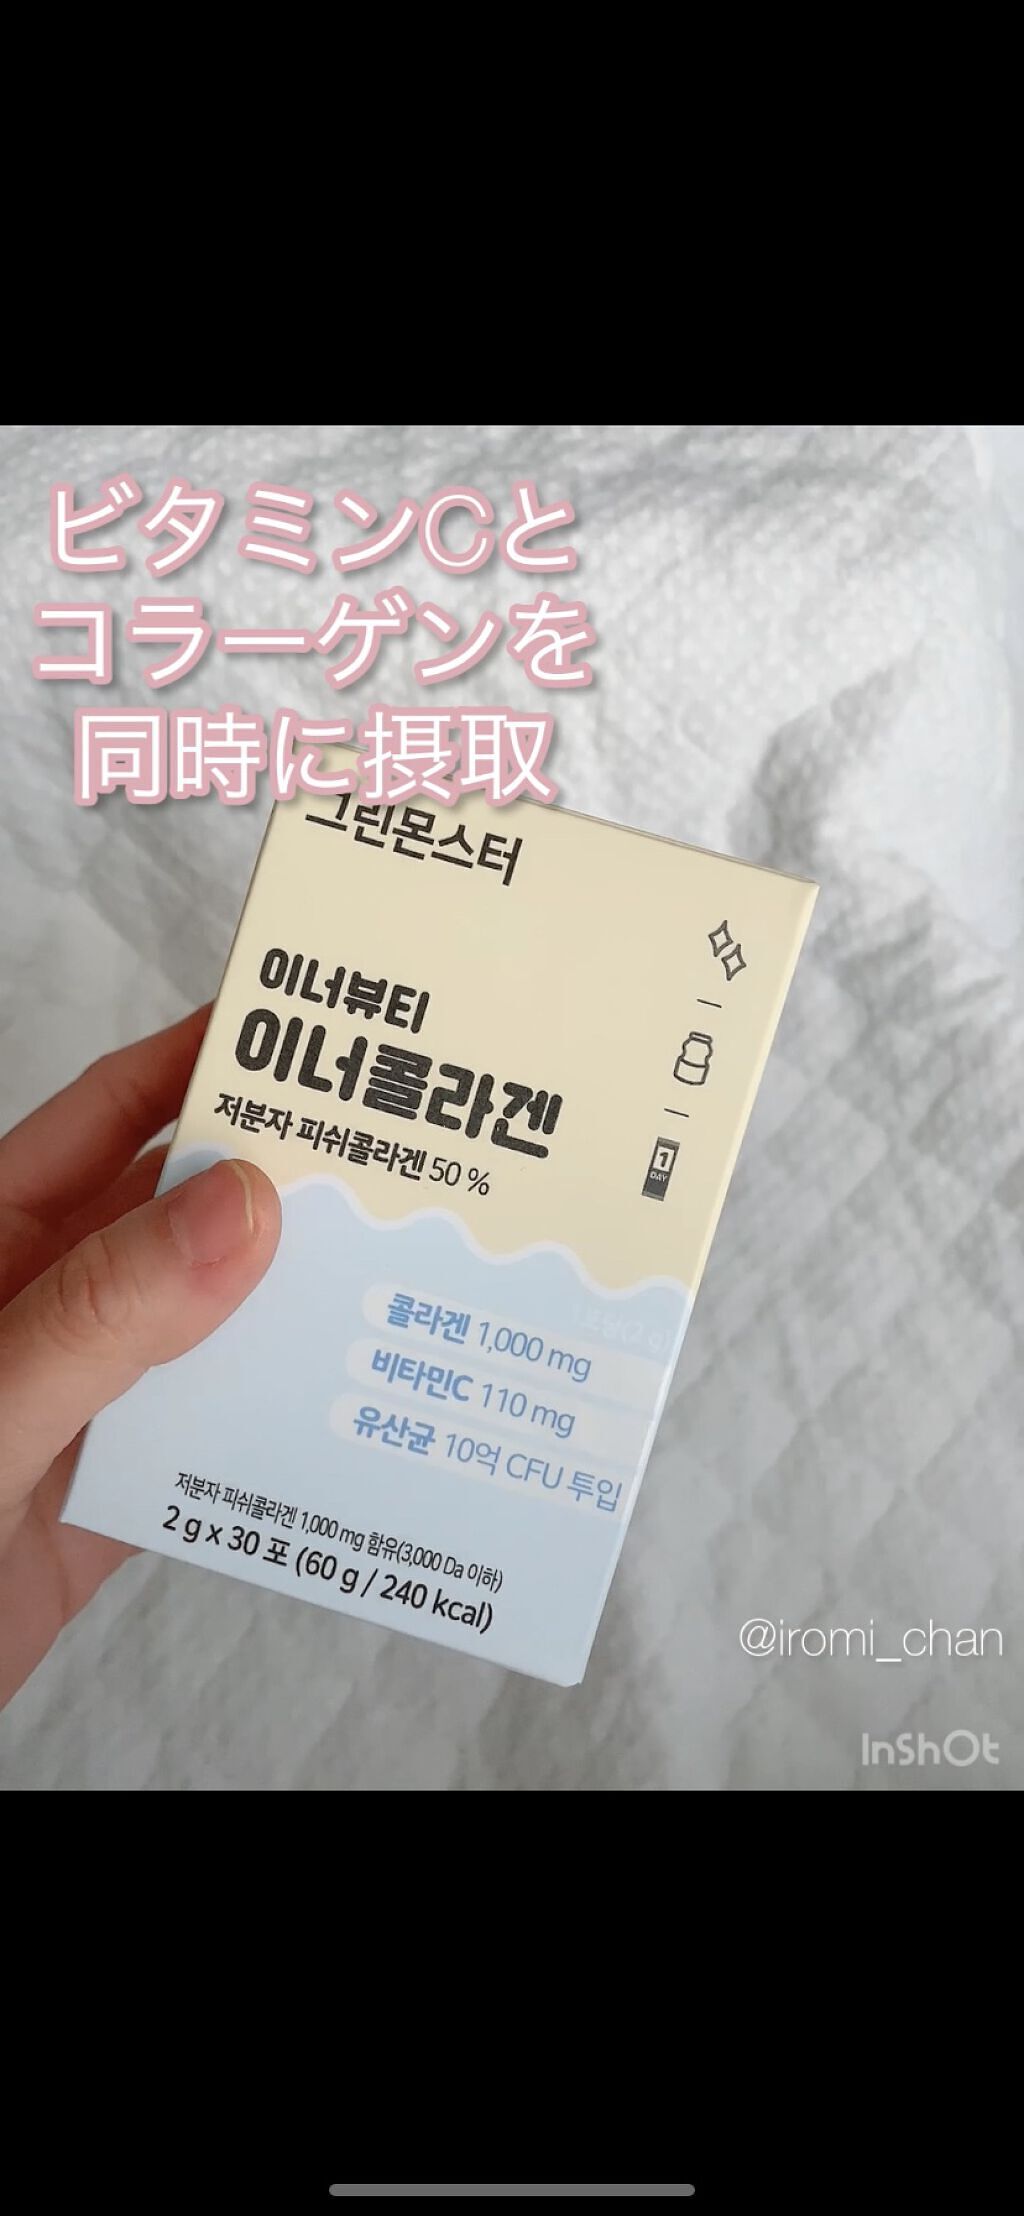 ビタミンCと
コラーゲンを
同時に摂取
그린몬스터
이너뷰티
이너콜라겐
저분자 피쉬콜라겐 50 %
1
DAY
콜라겐 1,000 mg
비타민C 110 mg
유산균 10억 CFU 투입
저분자 피쉬콜라겐 1,000 mg 함유(3,000 Da 이하)
2 g x 30 포 (60 g / 240 kcal)
@iromi_chan
InShOt